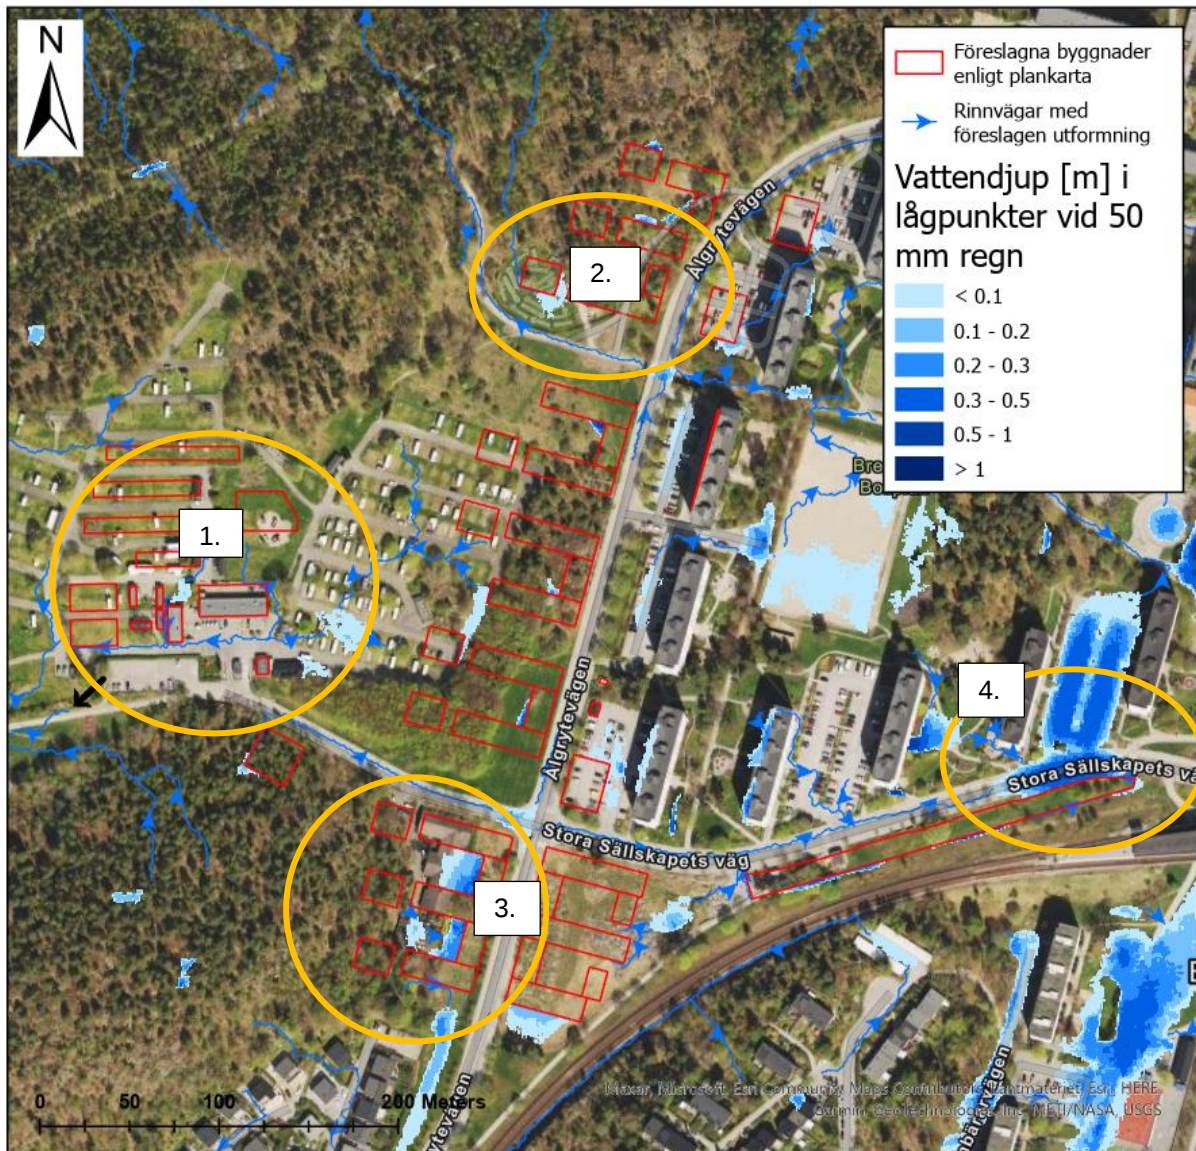 N
Föreslagna byggnader
enligt plankarta
Rinnvägar med
föreslagen utformning
Vattendjup [m] i
lågpunkter vid 50
mm regn
< 0.1
0.1 - 0.2
0.2 - 0.3
0.3 - 0.5
0.5 - 1
> 1
Ålgrytevägen
2.
1.
4.
Ålgrytevägen
Stora Sällskapets vä
Stora Sällskapets väg
3.
Maxar, Microsoft, Esri Community Maps Contributors, Lantmäteriet, Esri, HERE,
Garmin, GeoTechnologies, Inc, METI/NASA, USGS
0 50 100 200 Meters